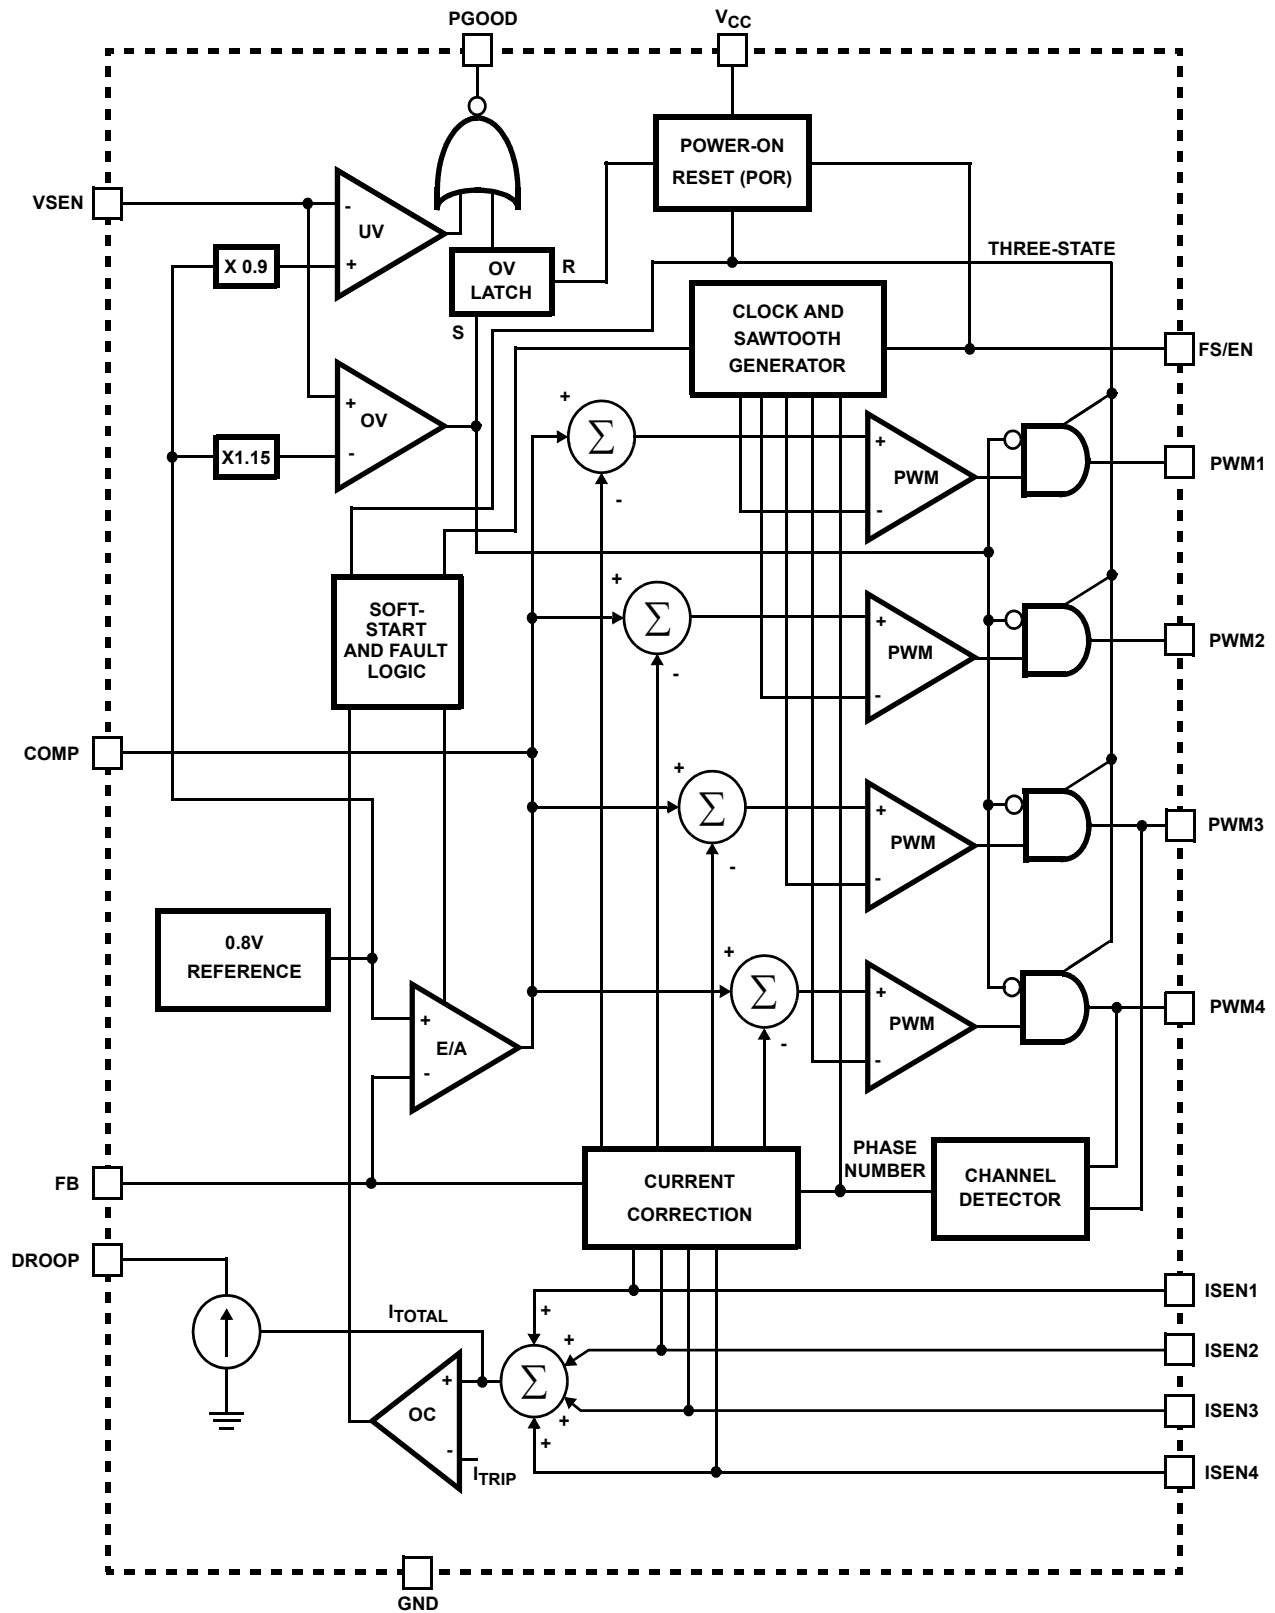 PGOOD
VCC
POWER-ON
RESET (POR)
VSEN
-
UV
+
X 0.9
OV
LATCH
R
S
THREE-STATE
CLOCK AND
SAWTOOTH
GENERATOR
FS/EN
+
OV
-
X1.15
+
Σ
-
+
PWM
-
PWM1
SOFT-
START
AND FAULT
LOGIC
+
Σ
-
+
PWM
-
PWM2
COMP
+
Σ
-
+
PWM
-
PWM3
0.8V
REFERENCE
+
E/A
-
+
Σ
-
+
PWM
-
PWM4
FB
CURRENT
CORRECTION
PHASE
NUMBER
CHANNEL
DETECTOR
DROOP
ISEN1
ITOTAL
+
+
ISEN2
+
OC
-
Σ
+
+
ISEN3
ITRIP
ISEN4
GND